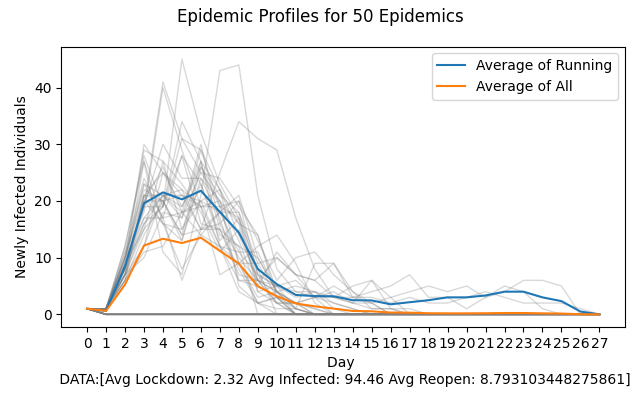 Epidemic Profiles for 50 Epidemics
Average of Running
Average of All
Newly Infected Individuals
40
30
20
10
0
0 1 2 3 4 5 6 7 8 9 10 11 12 13 14 15 16 17 18 19 20 21 22 23 24 25 26 27
Day
DATA:[Avg Lockdown: 2.32 Avg Infected: 94.46 Avg Reopen: 8.793103448275861]